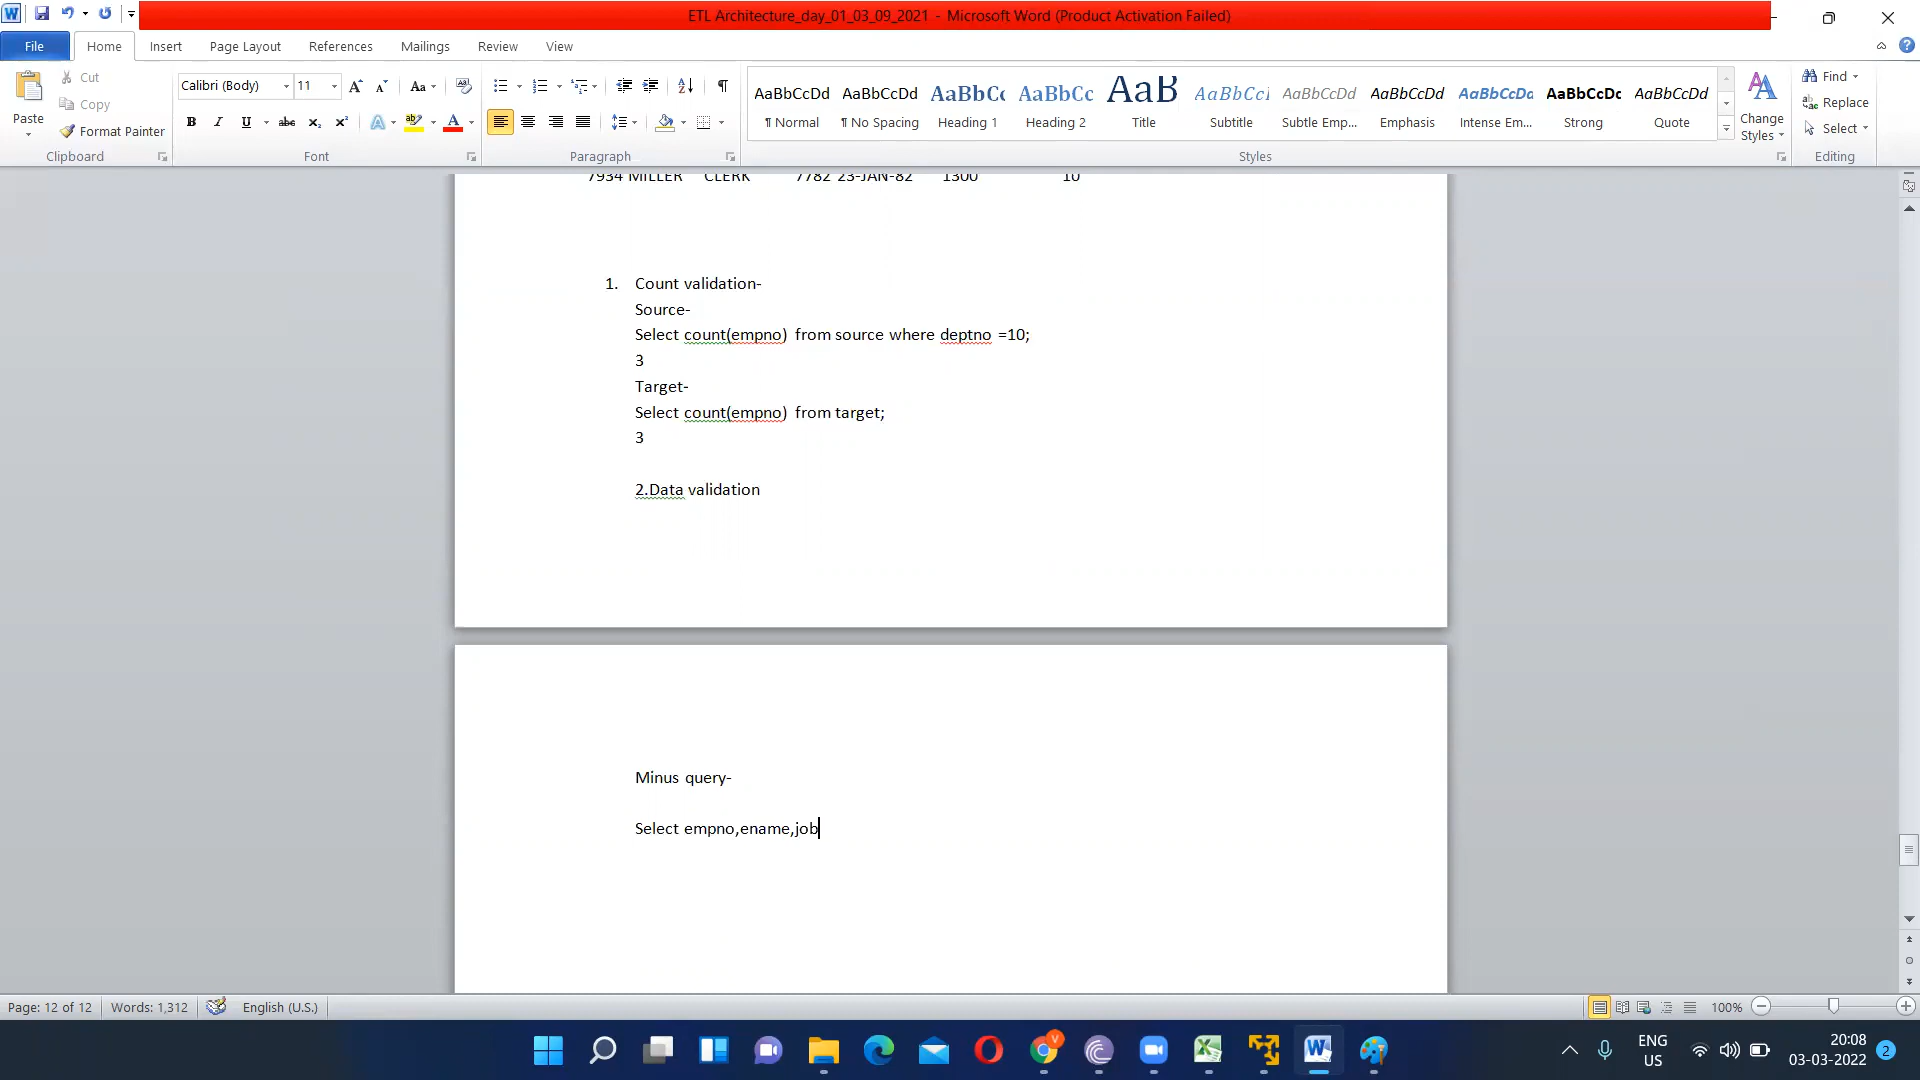 ETL Architecture_day_01_03_09_2021 - Microsoft Word (Product Activation Failed)
File Home Insert Page Layout References Mailings Review View
Paste
Cut
Copy
Format Painter
Clipboard
Calibri (Body) 11
Font
Paragraph
AaBbCcDd AaBbCcDd AaBbCc AaBbCc AaB AaBbCcl AaBbCcDd AaBbCcDd AaBbCcDd AaBbCcDc AaBbCcDd
¶ Normal ¶ No Spacing Heading 1 Heading 2 Title Subtitle Subtle Emp... Emphasis Intense Em... Strong Quote
Styles
Change Styles
Find
Replace
Select
Editing
7934 MILLER CLERK 7782 23-JAN-82 1300 10
1. Count validation-
Source-
Select count(empno) from source where deptno =10;
3
Target-
Select count(empno) from target;
3
2.Data validation
Minus query-
Select empno,ename,job
Page: 12 of 12 Words: 1,312 English (U.S.) 100%
ENG
US
20:08
03-03-2022
2